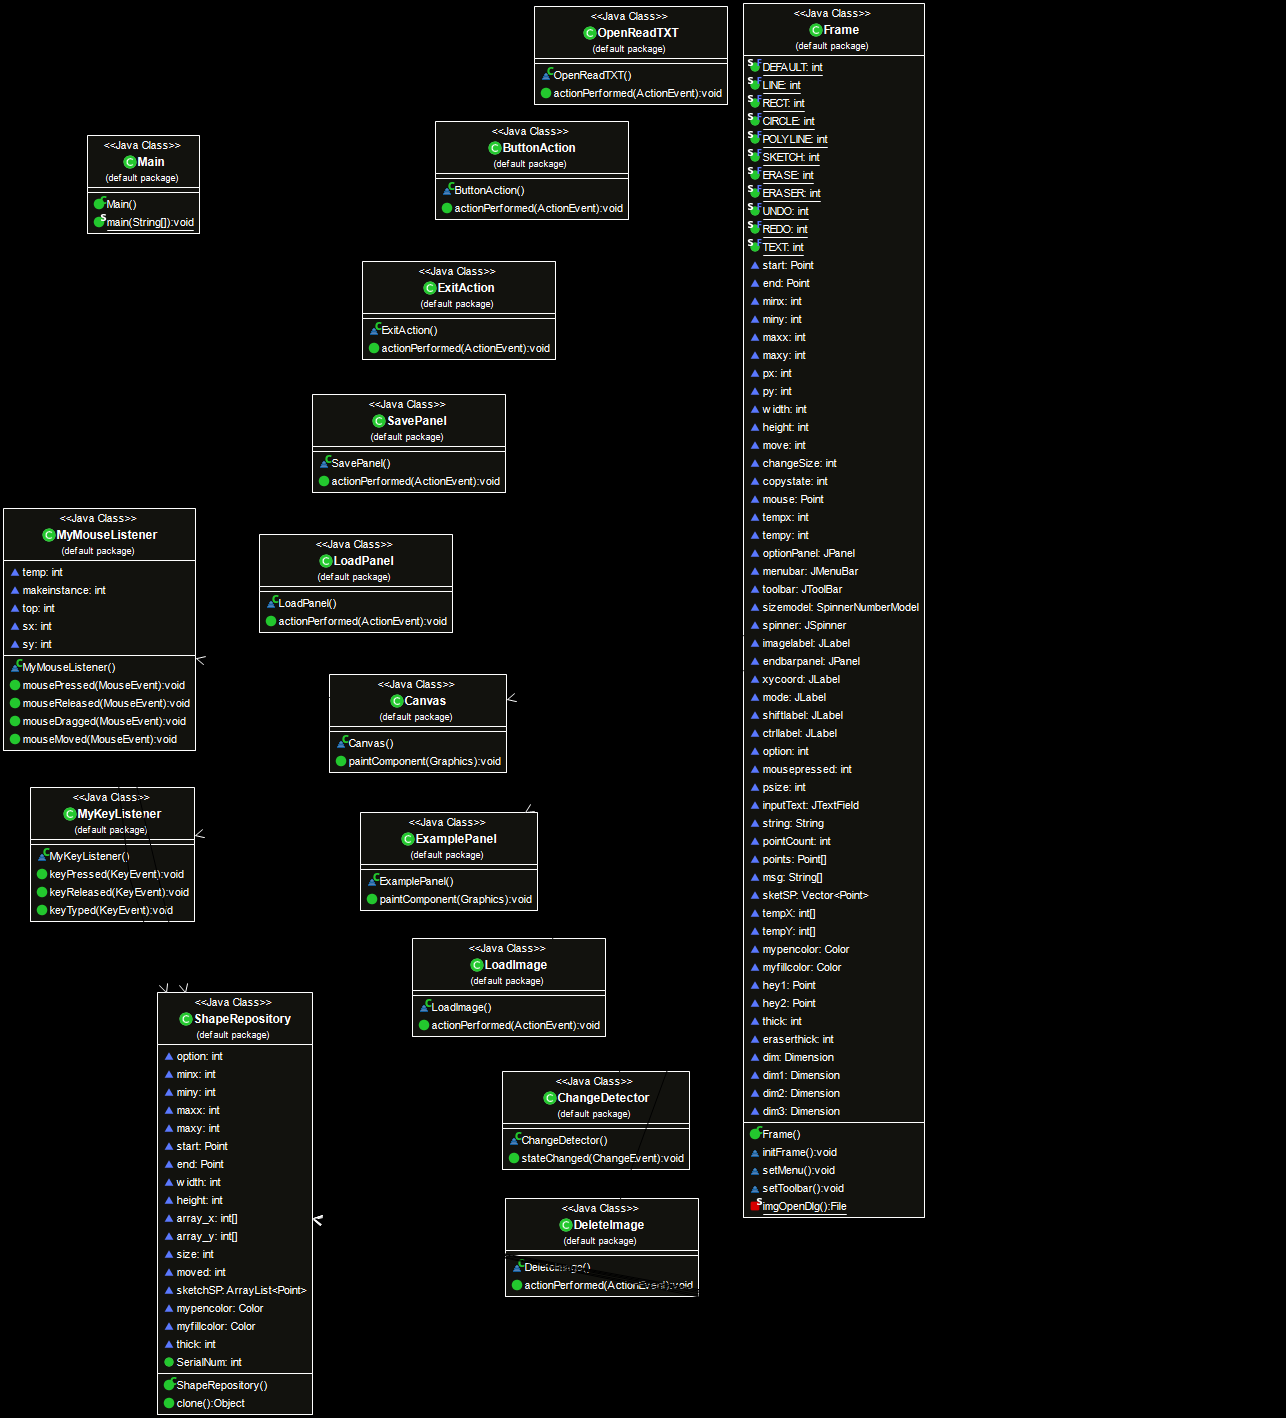 <<Java Class>>
OpenReadTXT
(default package)
OpenReadTXT()
actionPerformed(ActionEvent):void
<<Java Class>>
Frame
(default package)
DEFAULT: int
LINE: int
RECT: int
CIRCLE: int
POLYLINE: int
SKETCH: int
ERASE: int
ERASER: int
UNDO: int
REDO: int
TEXT: int
start: Point
end: Point
minx: int
miny: int
maxx: int
maxy: int
px: int
py: int
width: int
height: int
move: int
changeSize: int
copystate: int
mouse: Point
tempx: int
tempy: int
optionPanel: JPanel
menubar: JMenuBar
toolbar: JToolBar
sizemodel: SpinnerNumberModel
spinner: JSpinner
imagelabel: JLabel
endbarpanel: JPanel
xycoord: JLabel
mode: JLabel
shiftlabel: JLabel
ctrllabel: JLabel
option: int
mousepressed: int
psize: int
inputText: JTextField
string: String
pointCount: int
points: Point[]
msg: String[]
sketSP: Vector<Point>
tempX: int[]
tempY: int[]
mypencolor: Color
myfillcolor: Color
hey1: Point
hey2: Point
thick: int
eraserthick: int
dim: Dimension
dim1: Dimension
dim2: Dimension
dim3: Dimension
Frame()
initFrame():void
setMenu():void
setToolbar():void
imgOpenDlg():File
<<Java Class>>
ButtonAction
(default package)
ButtonAction()
actionPerformed(ActionEvent):void
<<Java Class>>
Main
(default package)
Main()
main(String[]):void
<<Java Class>>
ExitAction
(default package)
ExitAction()
actionPerformed(ActionEvent):void
<<Java Class>>
SavePanel
(default package)
SavePanel()
actionPerformed(ActionEvent):void
<<Java Class>>
MyMouseListener
(default package)
temp: int
makeinstance: int
top: int
sx: int
sy: int
MyMouseListener()
mousePressed(MouseEvent):void
mouseReleased(MouseEvent):void
mouseDragged(MouseEvent):void
mouseMoved(MouseEvent):void
<<Java Class>>
LoadPanel
(default package)
LoadPanel()
actionPerformed(ActionEvent):void
<<Java Class>>
Canvas
(default package)
Canvas()
paintComponent(Graphics):void
<<Java Class>>
MyKeyListener
(default package)
MyKeyListener()
keyPressed(KeyEvent):void
keyReleased(KeyEvent):void
keyTyped(KeyEvent):void
<<Java Class>>
ExamplePanel
(default package)
ExamplePanel()
paintComponent(Graphics):void
<<Java Class>>
LoadImage
(default package)
LoadImage()
actionPerformed(ActionEvent):void
<<Java Class>>
ShapeRepository
(default package)
option: int
minx: int
miny: int
maxx: int
maxy: int
start: Point
end: Point
width: int
height: int
array_x: int[]
array_y: int[]
size: int
moved: int
sketchSP: ArrayList<Point>
mypencolor: Color
myfillcolor: Color
thick: int
SerialNum: int
ShapeRepository()
clone():Object
<<Java Class>>
ChangeDetector
(default package)
ChangeDetector()
stateChanged(ChangeEvent):void
<<Java Class>>
DeleteImage
(default package)
DeleteImage()
actionPerformed(ActionEvent):void